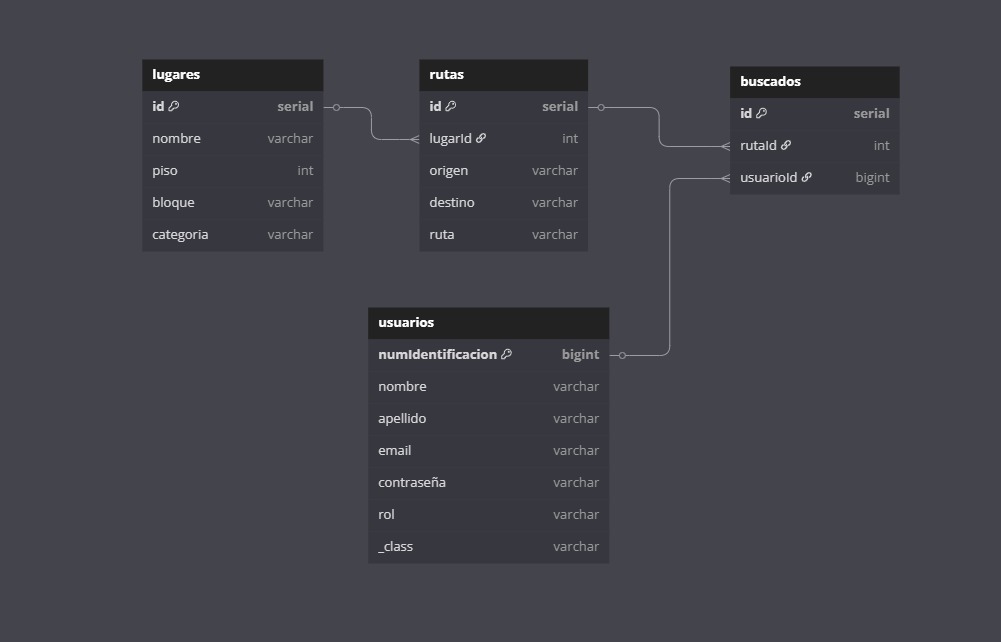 lugares
id serial
nombre varchar
piso int
bloque varchar
categoria varchar
rutas
id serial
lugarId int
origen varchar
destino varchar
ruta varchar
buscados
id serial
rutaId int
usuarioId bigint
usuarios
numIdentificacion bigint
nombre varchar
apellido varchar
email varchar
contraseña varchar
rol varchar
_class varchar